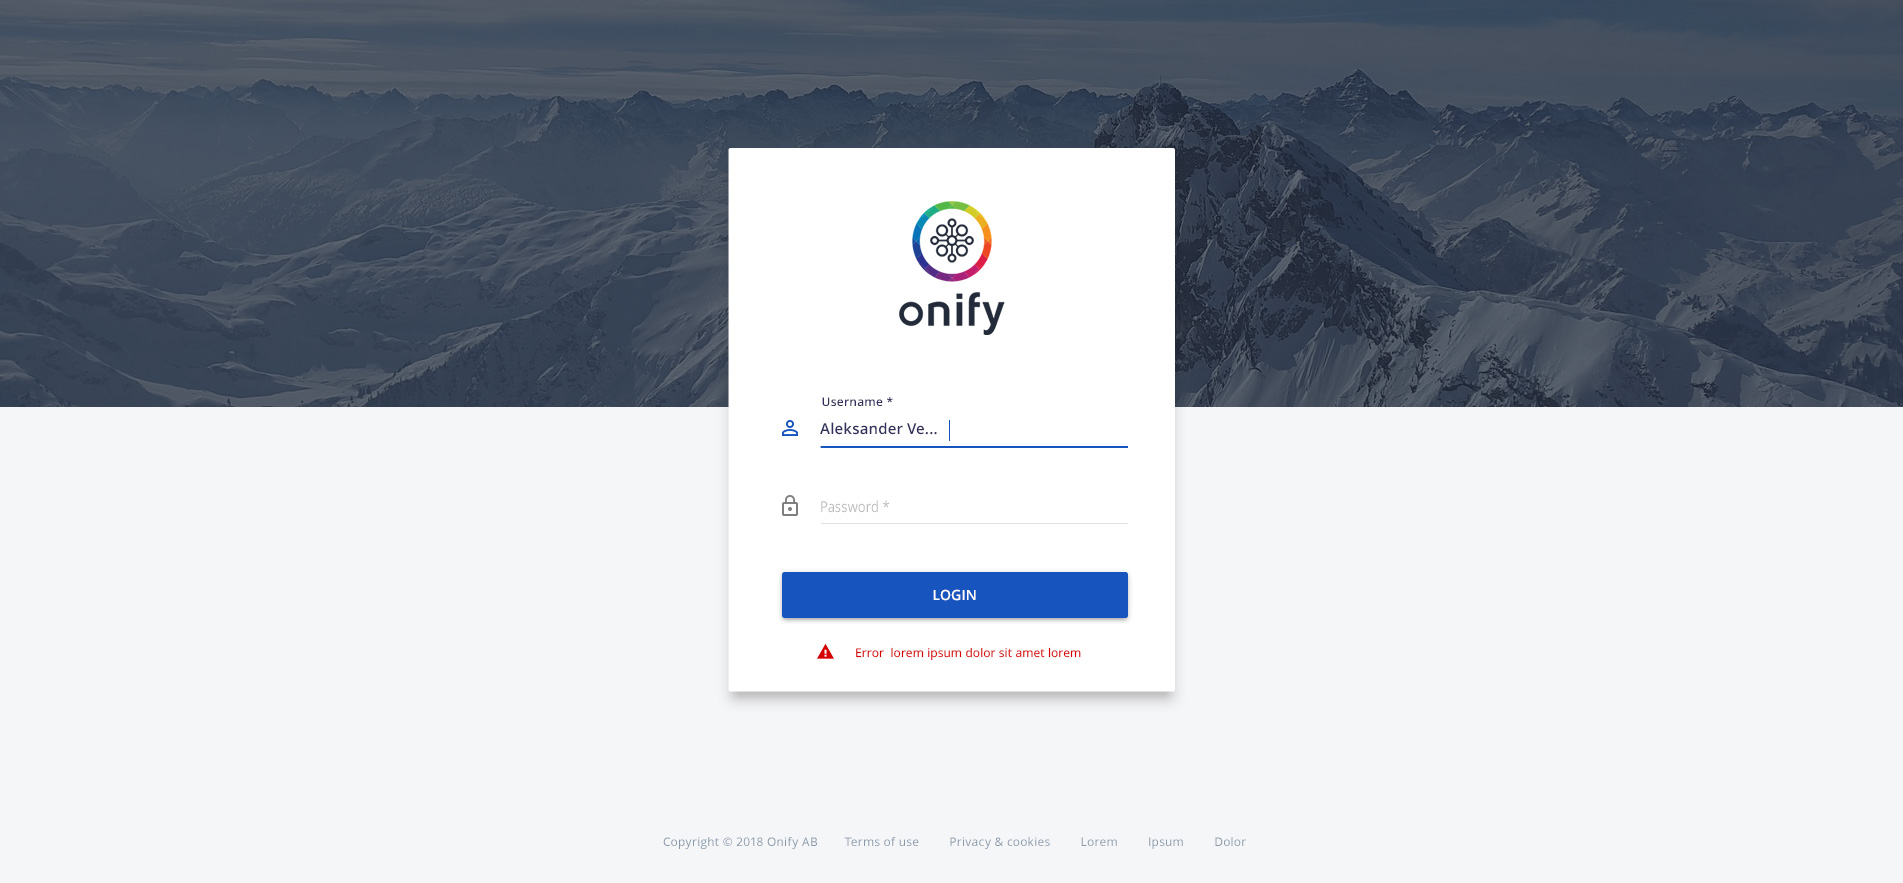 onify
Username *
Aleksander Ve...
Password *
LOGIN
Error lorem ipsum dolor sit amet lorem
Copyright © 2018 Onify AB Terms of use Privacy & cookies Lorem Ipsum Dolor